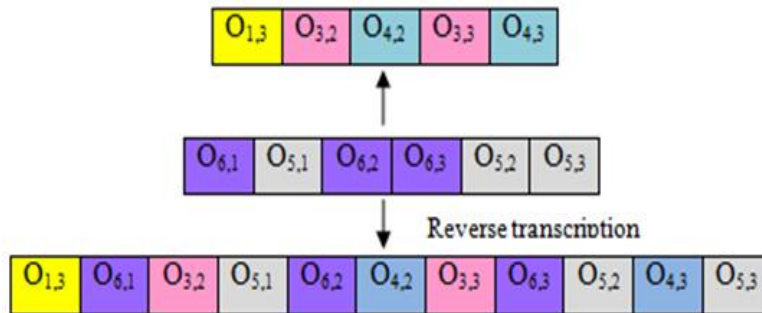 O1,3 O3,2 O4,2 O3,3 O4,3
O6,1 O5,1 O6,2 O6,3 O5,2 O5,3
Reverse transcription
O1,3 O6,1 O3,2 O5,1 O6,2 O4,2 O3,3 O6,3 O5,2 O4,3 O5,3